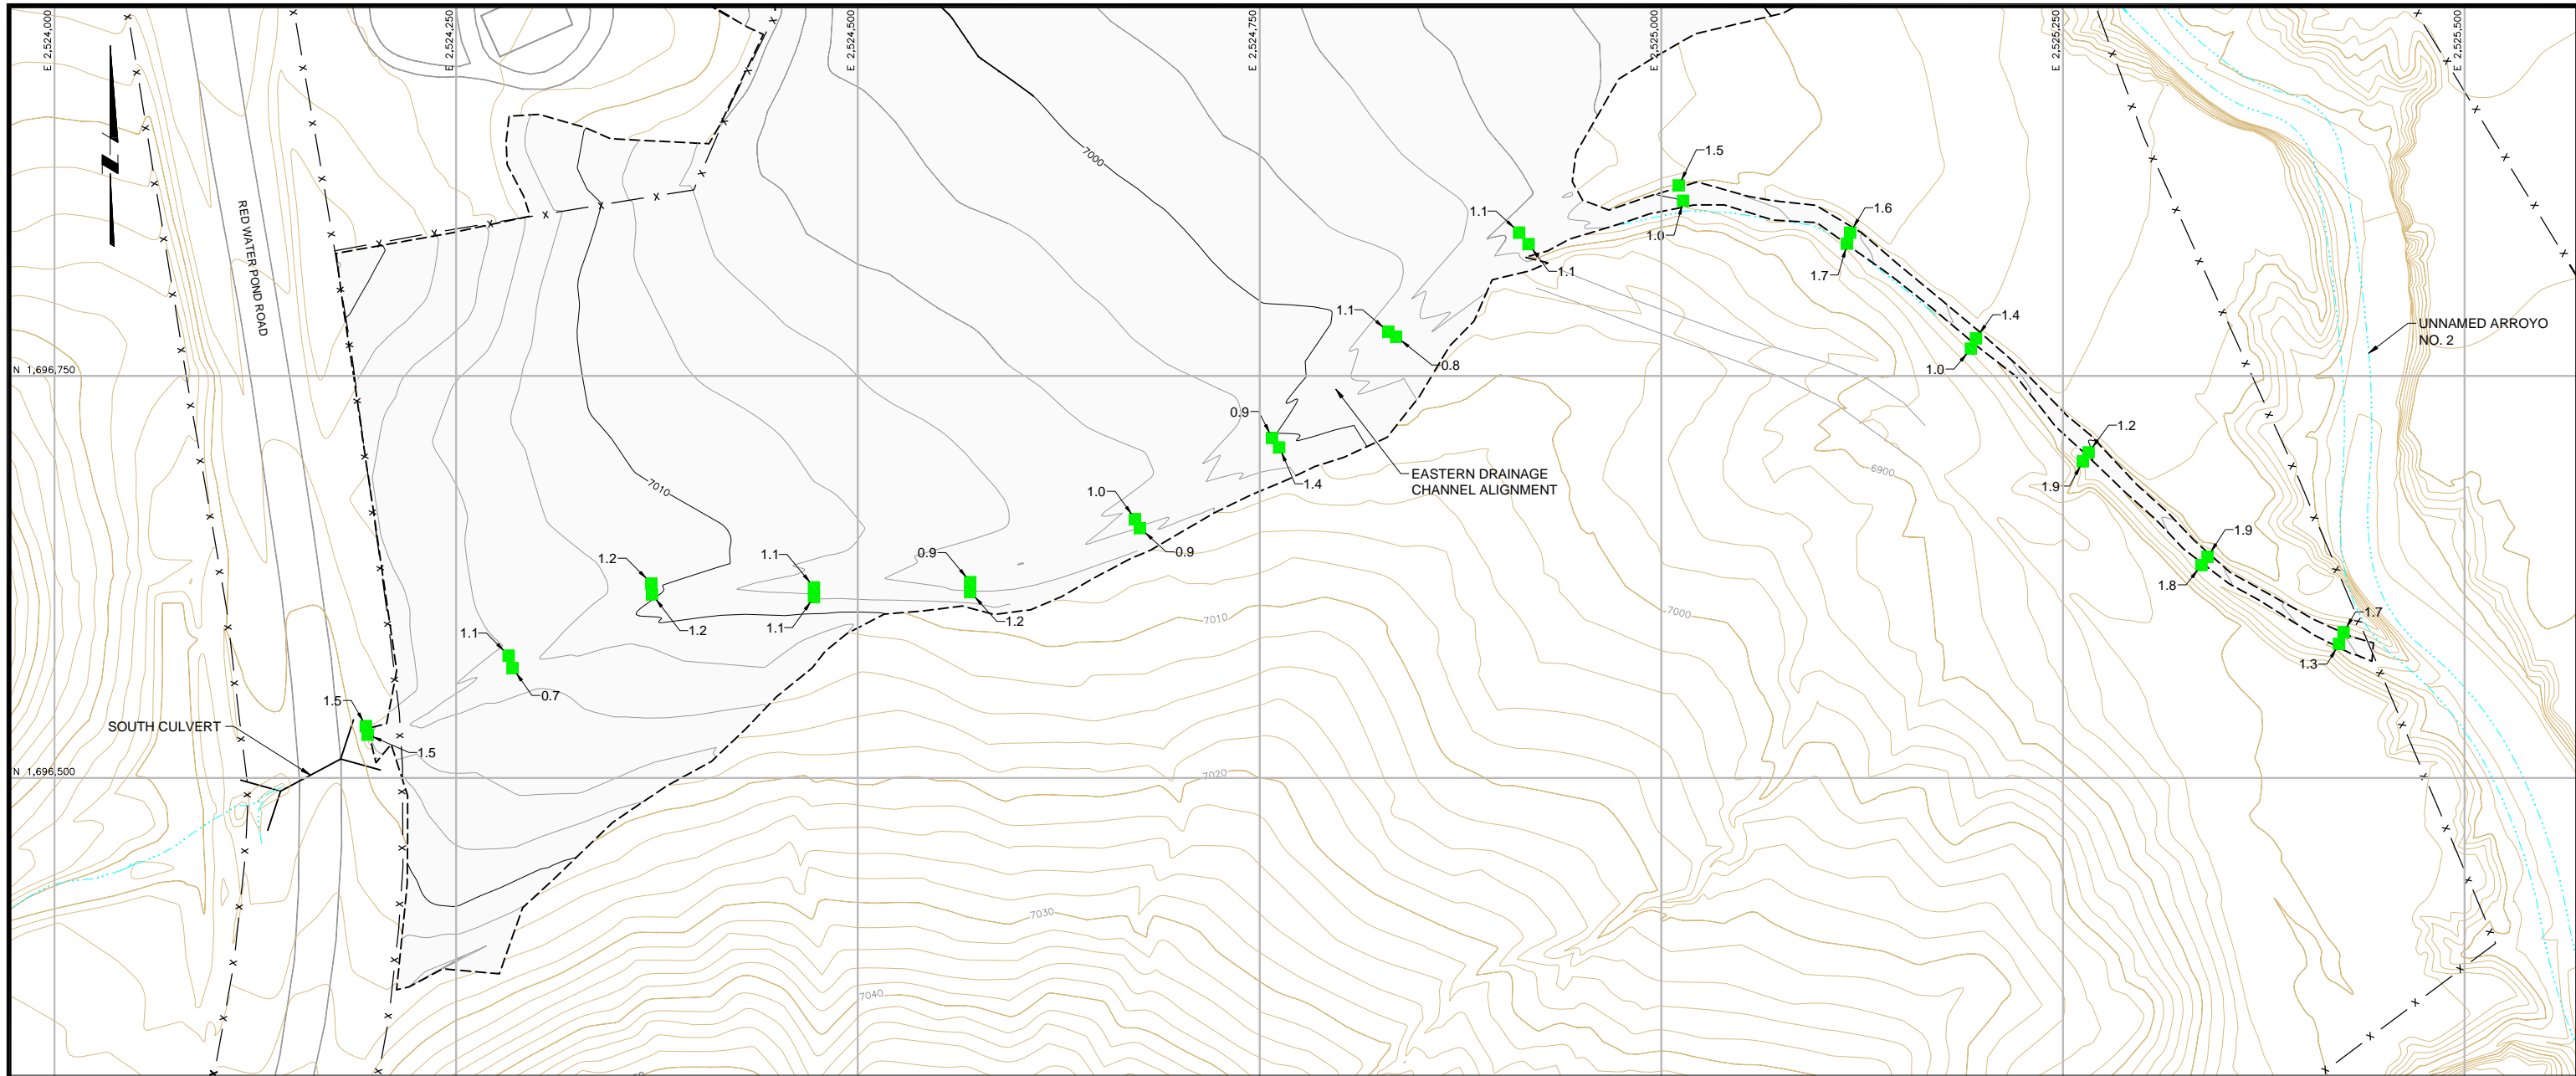 E 2,524,000
E 2,524,250
E 2,524,500
E 2,524,750
E 2,525,000
E 2,525,250
E 2,525,500
7000
1.5
RED WATER POND ROAD
1.1
1.0
1.6
1.1
1.7
1.1
1.4
UNNAMED ARROYO
NO. 2
0.8
1.0
N 1,696,750
0.9
1.2
6900
EASTERN DRAINAGE
CHANNEL ALIGNMENT
1.4
1.9
7010
1.0
1.9
1.2
1.1
0.9
0.9
1.8
1.1
1.2
1.1
1.2
7010
7000
1.7
1.3
0.7
1.5
SOUTH CULVERT
1.5
N 1,696,500
7020
7030
7040